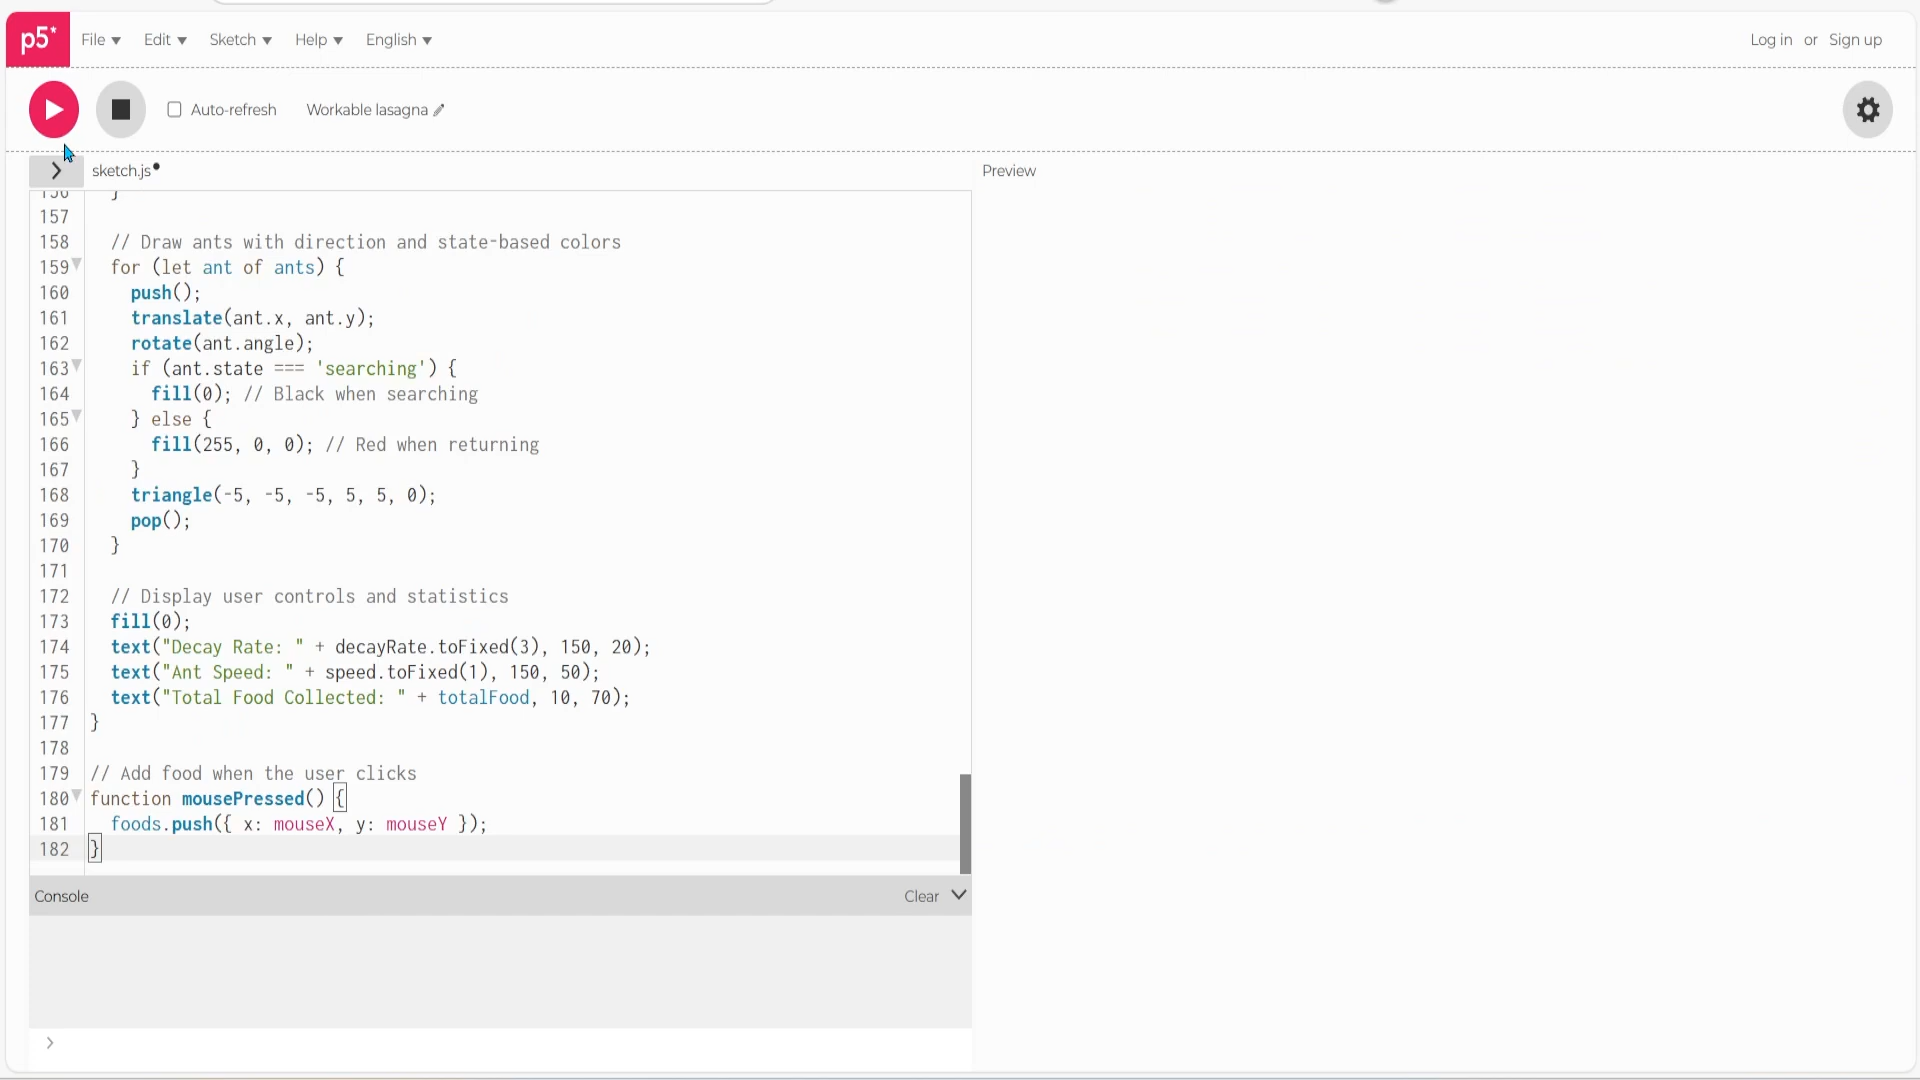 p5* File Edit Sketch Help English Log in or Sign up
Auto-refresh Workable lasagna
sketch.js Preview
156 }
157
158 // Draw ants with direction and state-based colors
159 for (let ant of ants) {
160 push();
161 translate(ant.x, ant.y);
162 rotate(ant.angle);
163 if (ant.state === 'searching') {
164 fill(0); // Black when searching
165 } else {
166 fill(255, 0, 0); // Red when returning
167 }
168 triangle(-5, -5, -5, 5, 5, 0);
169 pop();
170 }
171
172 // Display user controls and statistics
173 fill(0);
174 text("Decay Rate: " + decayRate.toFixed(3), 150, 20);
175 text("Ant Speed: " + speed.toFixed(1), 150, 50);
176 text("Total Food Collected: " + totalFood, 10, 70);
177 }
178
179 // Add food when the user clicks
180 function mousePressed() {
181 foods.push({ x: mouseX, y: mouseY });
182 }
Console Clear
>